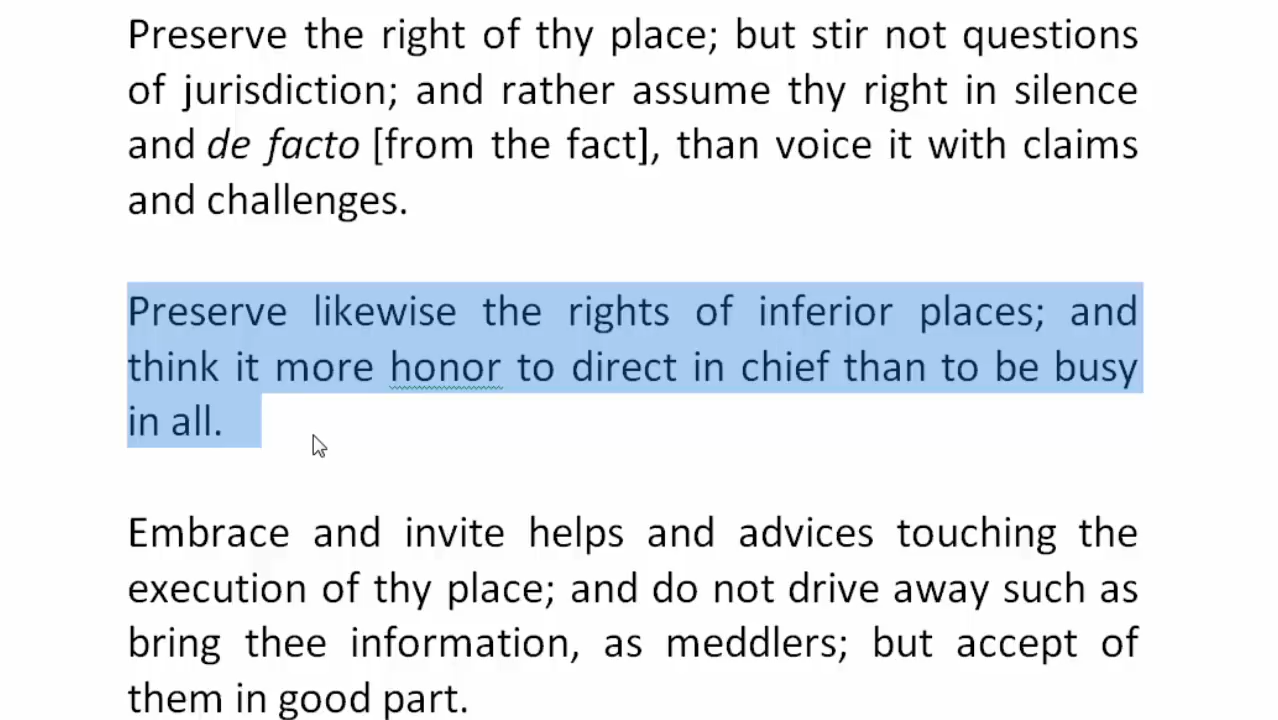 Preserve the right of thy place; but stir not questions
of jurisdiction; and rather assume thy right in silence
and de facto [from the fact], than voice it with claims
and challenges.
Preserve likewise the rights of inferior places; and
think it more honor to direct in chief than to be busy
in all.
Embrace and invite helps and advices touching the
execution of thy place; and do not drive away such as
bring thee information, as meddlers; but accept of
them in good part.